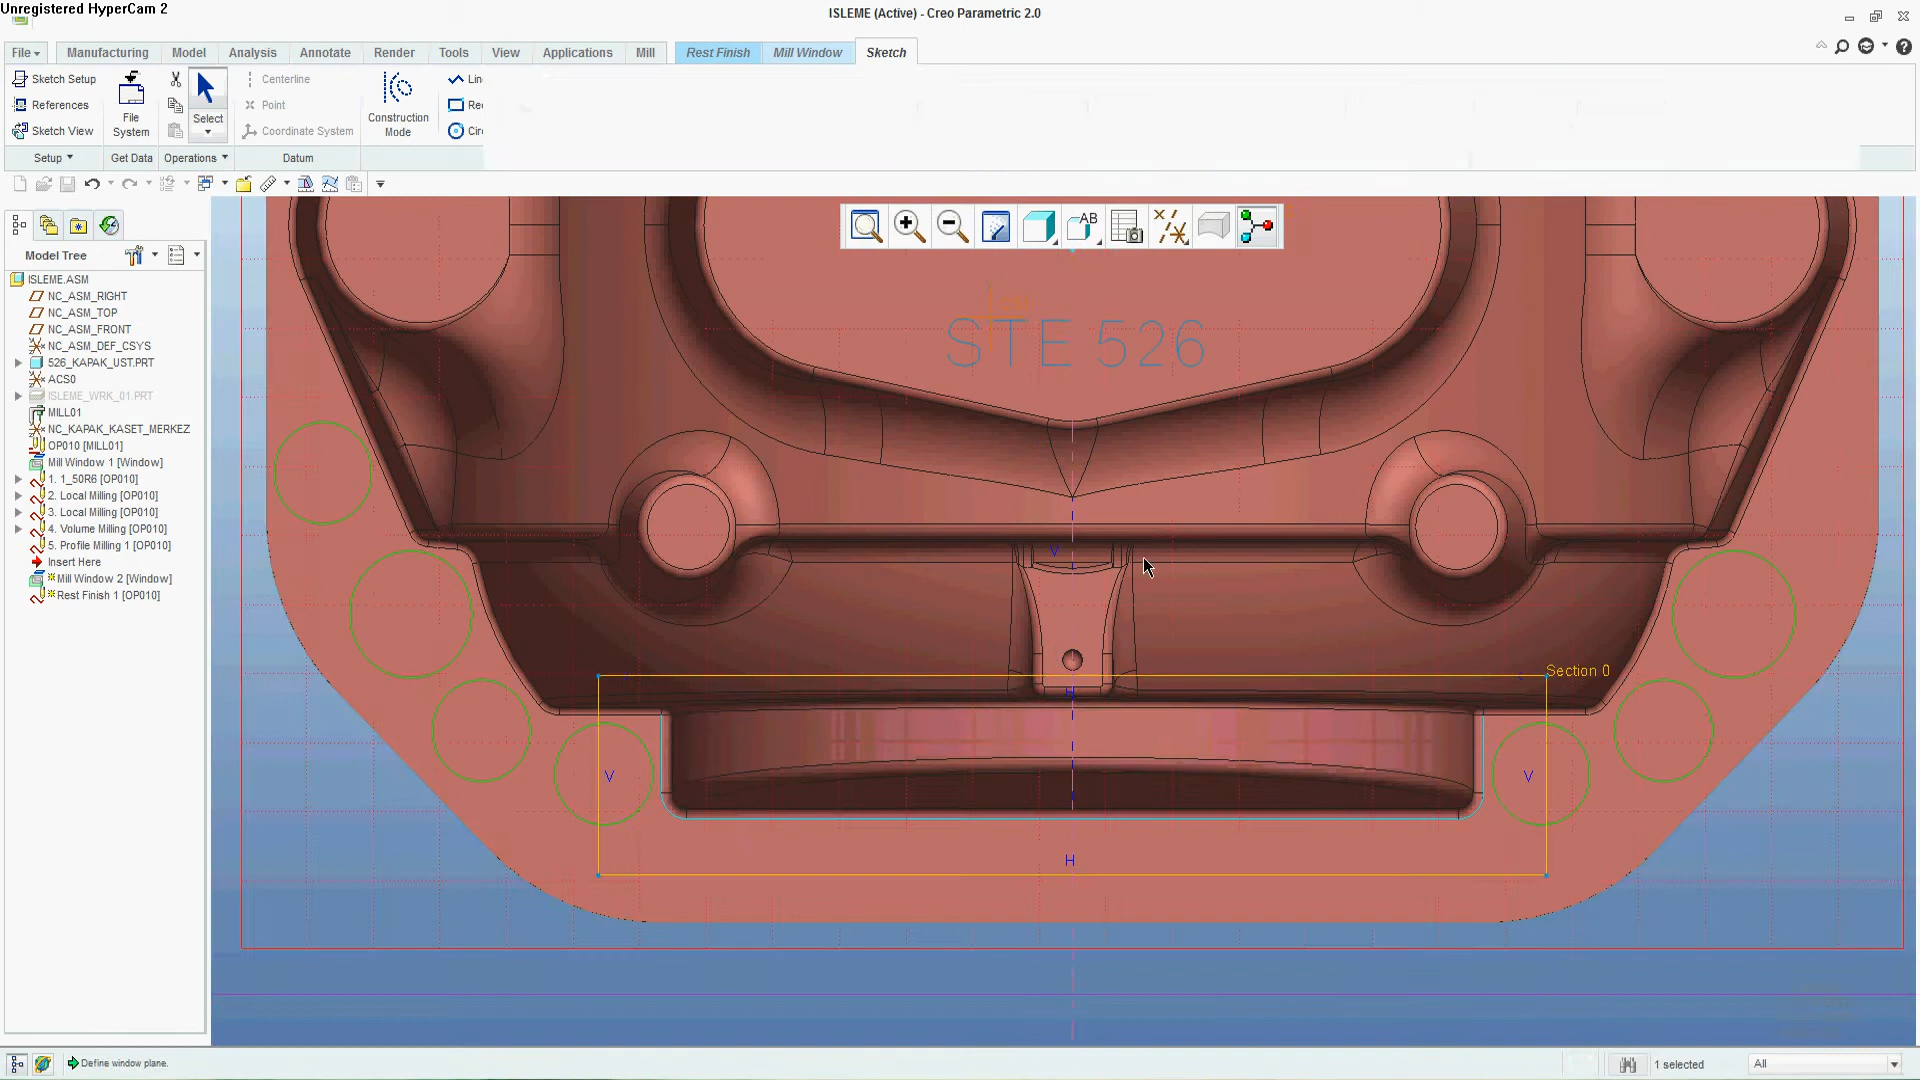 Unregistered HyperCam 2
ISLEME (Active) - Creo Parametric 2.0
File Manufacturing Model Analysis Annotate Render Tools View Applications Mill Rest Finish Mill Window Sketch
Sketch Setup
References
Sketch View
File System
Select
Centerline
Point
Coordinate System
Construction Mode
Setup Get Data Operations Datum
AB
Model Tree
ISLEME.ASM
NC_ASM_RIGHT
NC_ASM_TOP
NC_ASM_FRONT
NC_ASM_DEF_CSYS
526_KAPAK_UST.PRT
ACS0
ISLEME_WRK_01.PRT
MILL01
NC_KAPAK_KASET_MERKEZ
OP010 [MILL01]
Mill Window 1 [Window]
1. 1_50R6 [OP010]
2. Local Milling [OP010]
3. Local Milling [OP010]
4. Volume Milling [OP010]
5. Profile Milling 1 [OP010]
Insert Here
Mill Window 2 [Window]
Rest Finish 1 [OP010]
STE 526
V
Section 0
H
V V
H
Define window plane.
1 selected
All